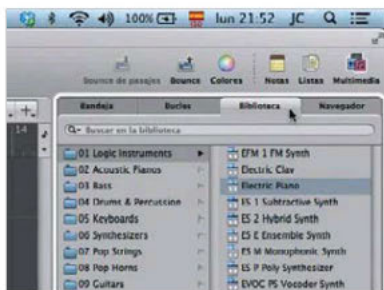 100% lun 21:52 JC
Bounce de pasajes Bounce Colores Notas Listas Multimedia
Bandeja Bucles Biblioteca Navegador
14
Buscar en la biblioteca
01 Logic Instruments
02 Acoustic Pianos
03 Bass
04 Drums & Percussion
05 Keyboards
06 Synthesizers
07 Pop Strings
08 Pop Horns
09 Guitars
EFM 1 FM Synth
Electric Clav
Electric Piano
ES 1 Subtractive Synth
ES 2 Hybrid Synth
ES E Ensemble Synth
ES M Monophonic Synth
ES P Poly Synthesizer
EVOC PS Vocoder Synth